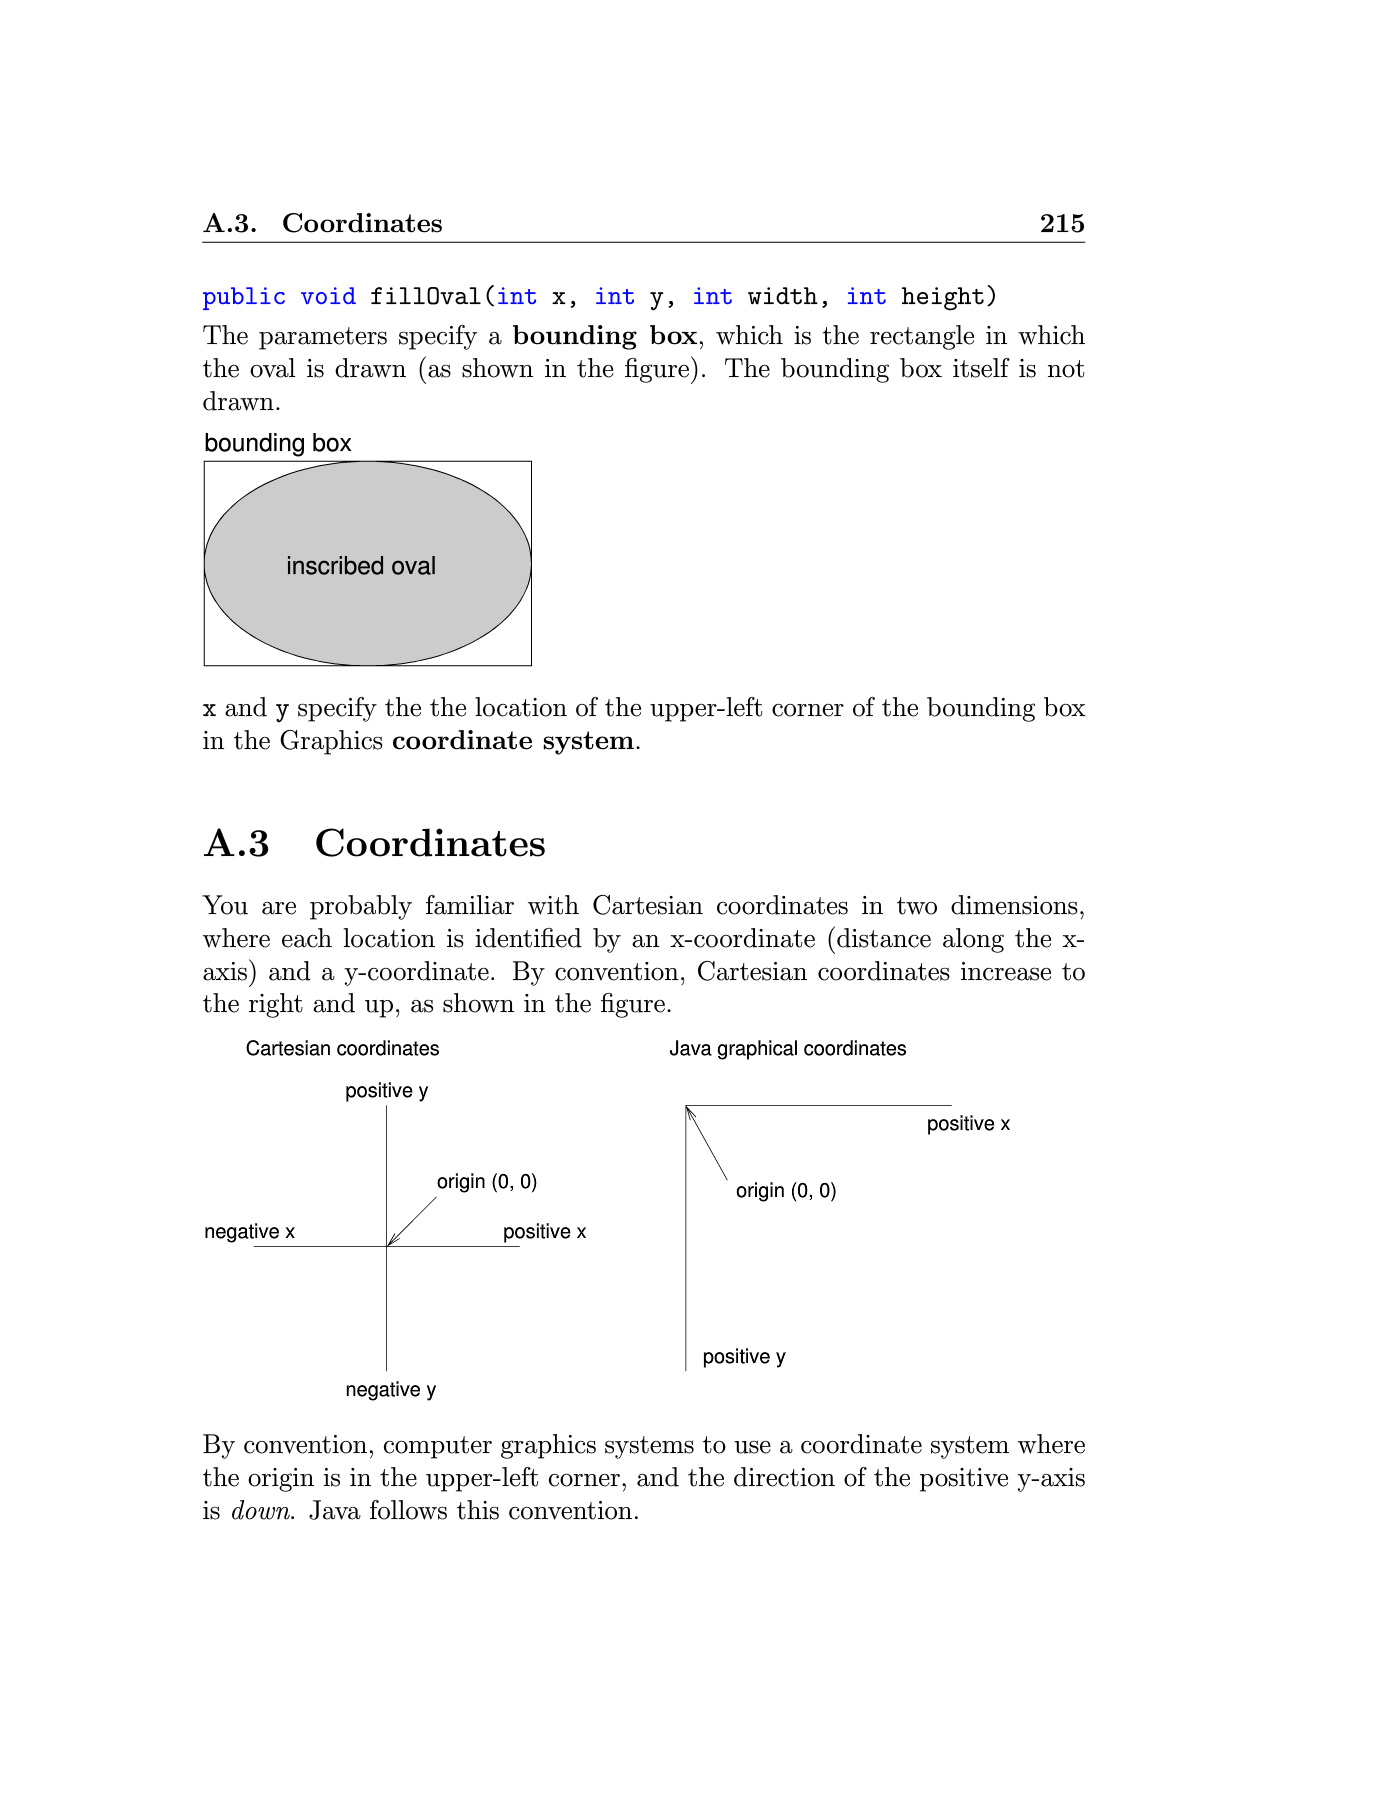 A.3. Coordinates 215
public void fillOval(int x, int y, int width, int height)
The parameters specify a bounding box, which is the rectangle in which
the oval is drawn (as shown in the figure). The bounding box itself is not
drawn.
bounding box
inscribed oval
x and y specify the the location of the upper-left corner of the bounding box
in the Graphics coordinate system.
A.3 Coordinates
You are probably familiar with Cartesian coordinates in two dimensions,
where each location is identified by an x-coordinate (distance along the x-
axis) and a y-coordinate. By convention, Cartesian coordinates increase to
the right and up, as shown in the figure.
Cartesian coordinates
positive y
origin (0, 0)
negative x
positive x
negative y
Java graphical coordinates
positive x
origin (0, 0)
positive y
By convention, computer graphics systems to use a coordinate system where
the origin is in the upper-left corner, and the direction of the positive y-axis
is down. Java follows this convention.